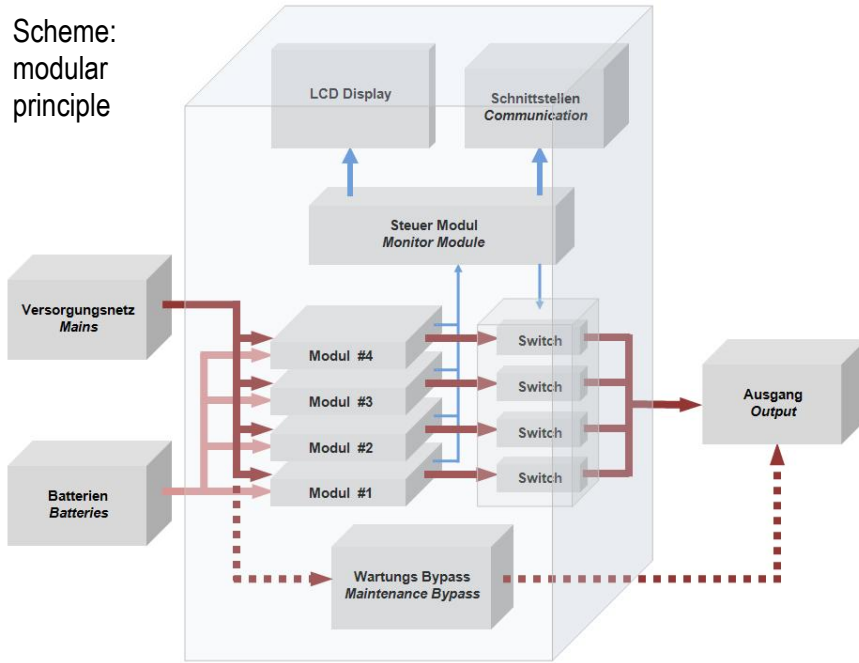 Scheme:
modular
principle
LCD Display
Schnittstellen
Communication
Steuer Modul
Monitor Module
Versorgungsnetz
Mains
Modul #4
Switch
Modul #3
Switch
Modul #2
Switch
Modul #1
Switch
Ausgang
Output
Batterien
Batteries
Wartungs Bypass
Maintenance Bypass